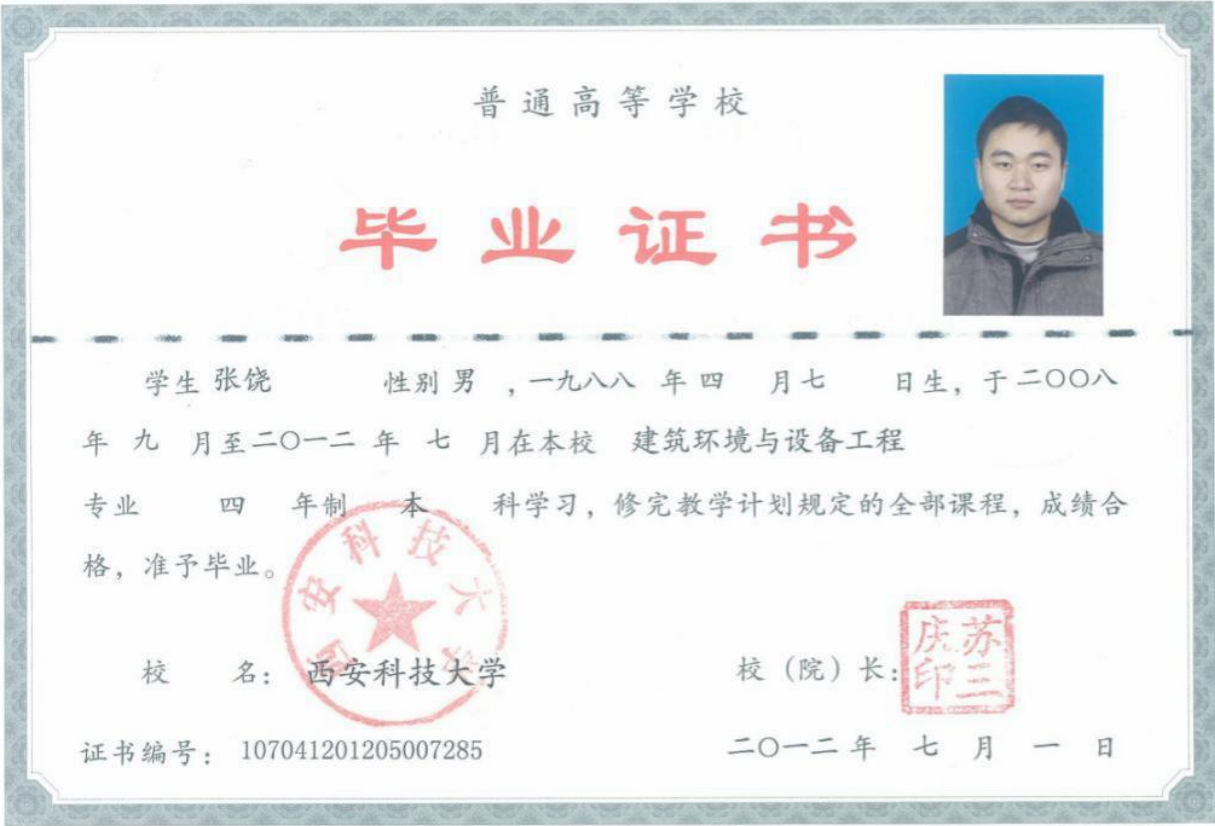 普通高等学校
毕业证书
学生 张饶 性别 男 ，一九八八 年 四 月 七 日生，于 二〇〇八
年 九 月至 二〇一二 年 七 月在本校 建筑环境与设备工程
专业 四 年制 本 科学习，修完教学计划规定的全部课程，成绩合
格，准予毕业。
西安科技大学
校 名： 西安科技大学
校（院）长：
苏三庆印
证书编号： 107041201205007285
二〇一二 年 七 月 一 日